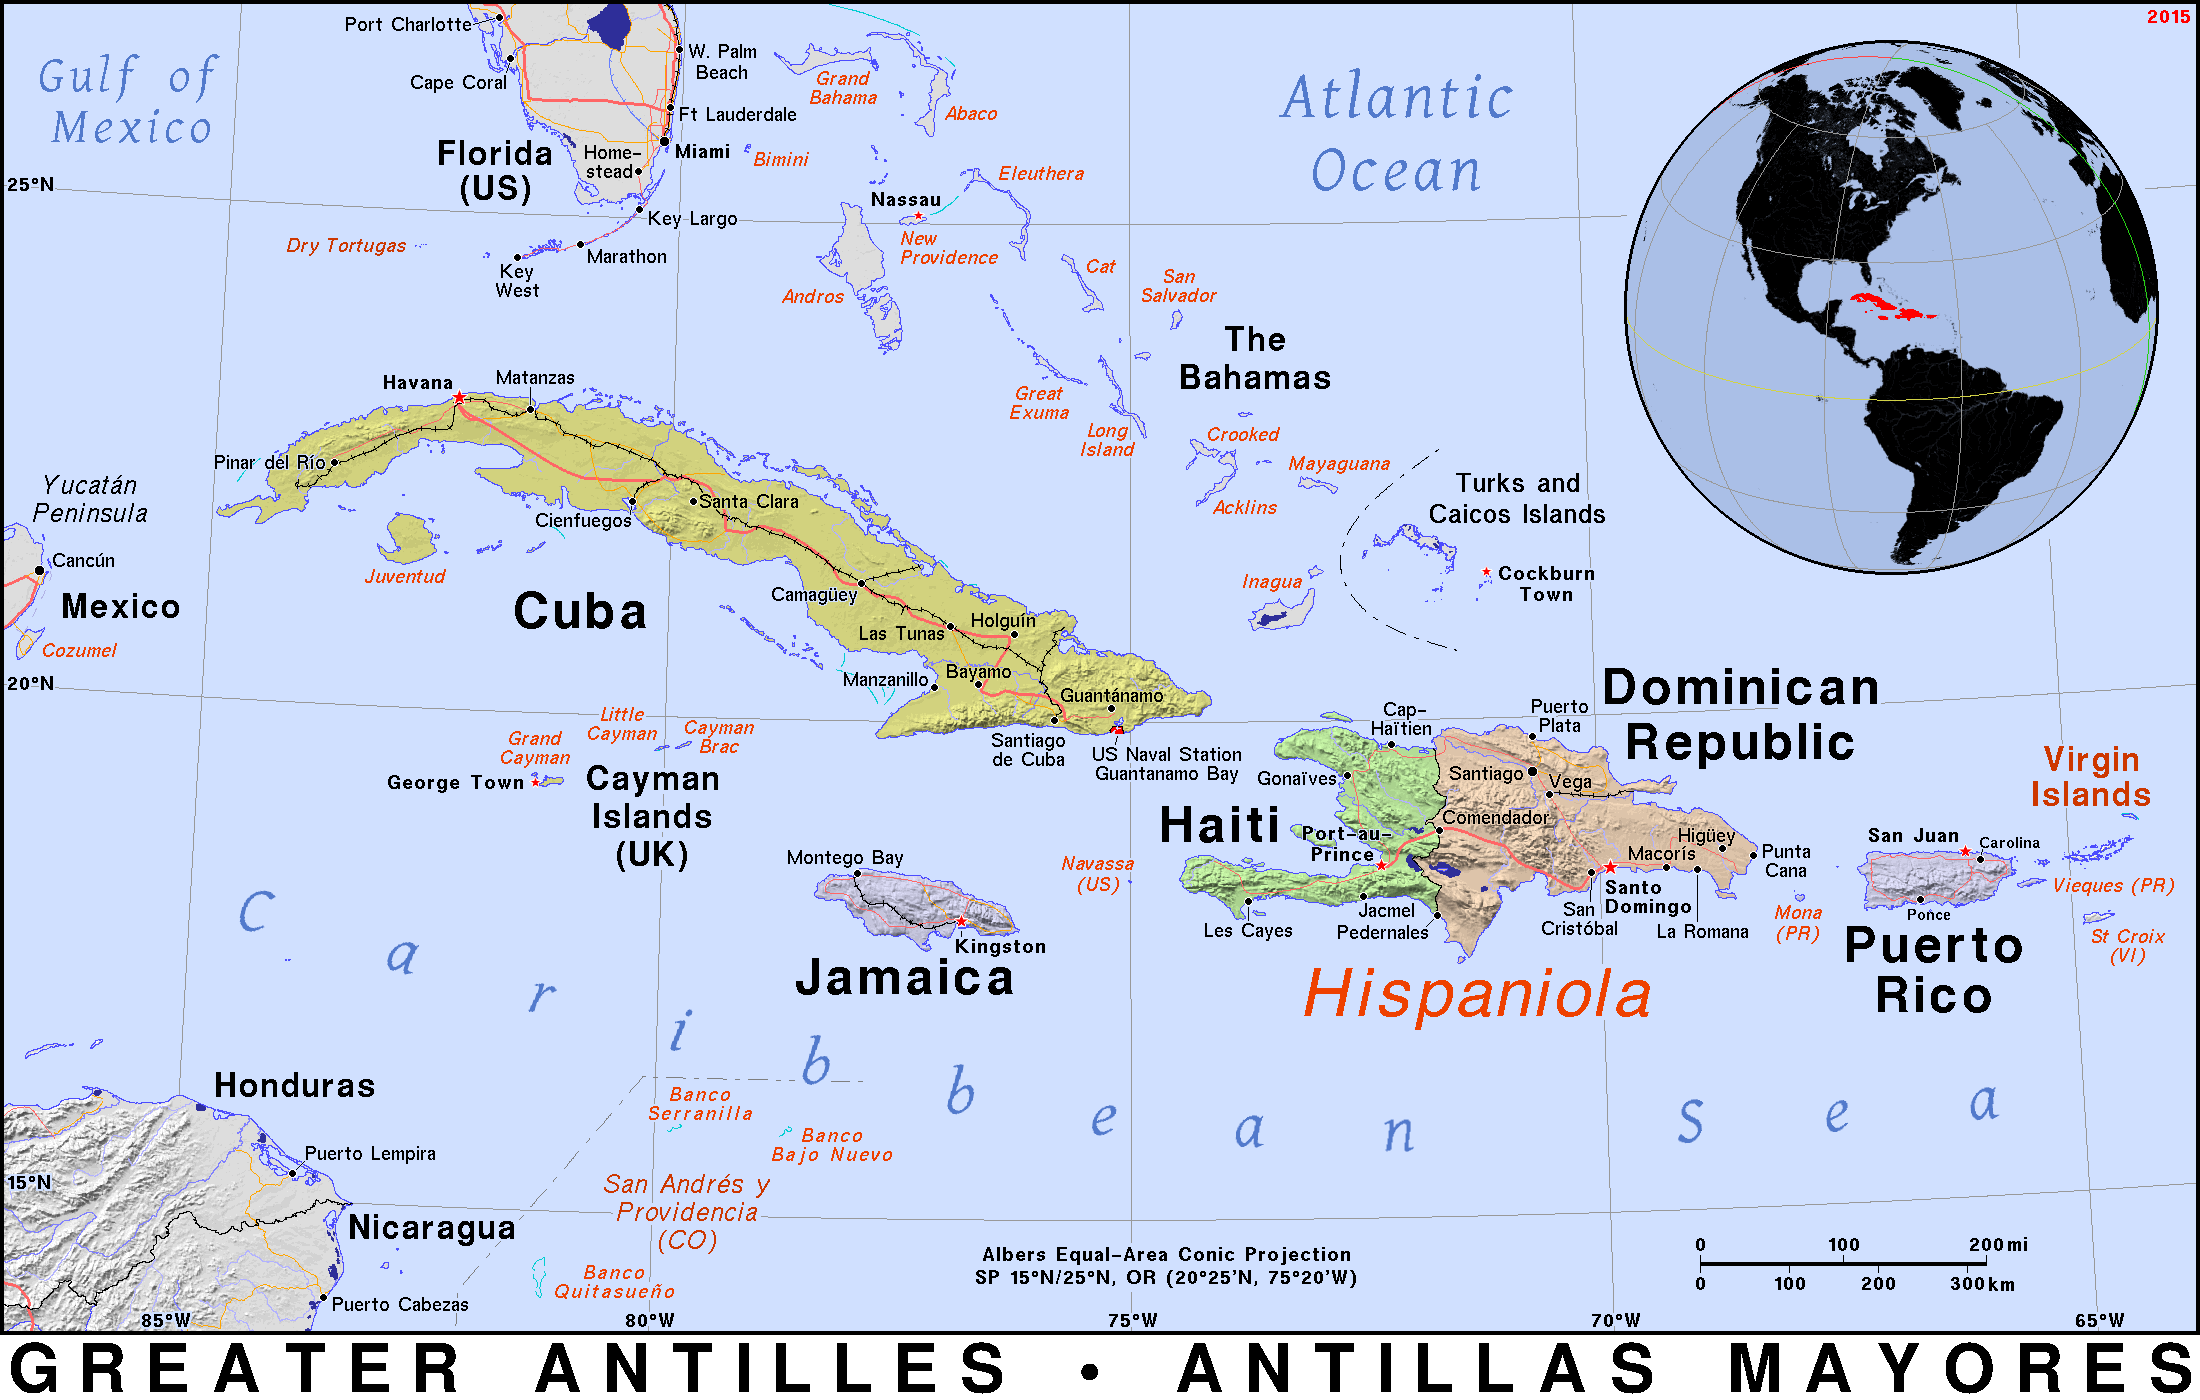 2015
Port Charlotte
Gulf of
Mexico
W. Palm
Beach
Cape Coral
Grand
Bahama
Atlantic
Ocean
Ft Lauderdale
Abaco
Florida
(US)
Home-
stead
Miami
Bimini
25°N
Eleuthera
Nassau
Key Largo
New
Providence
Dry Tortugas
Marathon
Key
West
Cat
San
Salvador
Andros
The
Bahamas
Havana
Matanzas
Great
Exuma
Long
Island
Crooked
Pinar del Río
Mayaguana
Yucatán
Peninsula
Turks and
Caicos Islands
Santa Clara
Acklins
Cienfuegos
Cancún
Juventud
Inagua
Cockburn
Town
Mexico
Cuba
Camagüey
Holguín
Las Tunas
Cozumel
20°N
Bayamo
Manzanillo
Guantánamo
Dominican
Republic
Little
Cayman
Cayman
Brac
Grand
Cayman
Cap-
Haïtien
Puerto
Plata
Santiago
de Cuba
US Naval Station
Guantanamo Bay
Gonaïves
Santiago
Vega
Virgin
Islands
George Town
Cayman
Islands
(UK)
Haiti
Port-au-
Prince
Comendador
Higüey
Macorís
Punta
Cana
San Juan
Carolina
Montego Bay
Navassa
(US)
Vieques (PR)
Santo
Domingo
Caribbean Sea
Les Cayes
Jacmel
Pedernales
San
Cristóbal
La Romana
Mona
(PR)
Ponce
St Croix
(VI)
Kingston
Jamaica
Hispaniola
Puerto
Rico
Honduras
Banco
Serranilla
Banco
Bajo Nuevo
Puerto Lempira
15°N
San Andrés y
Providencia
(CO)
Nicaragua
Banco
Quitasueño
Puerto Cabezas
Albers Equal-Area Conic Projection
SP 15°N/25°N, OR (20°25'N, 75°20'W)
0 100 200 mi
0 100 200 300 km
85°W 80°W 75°W 70°W 65°W
GREATER ANTILLES • ANTILLAS MAYORES